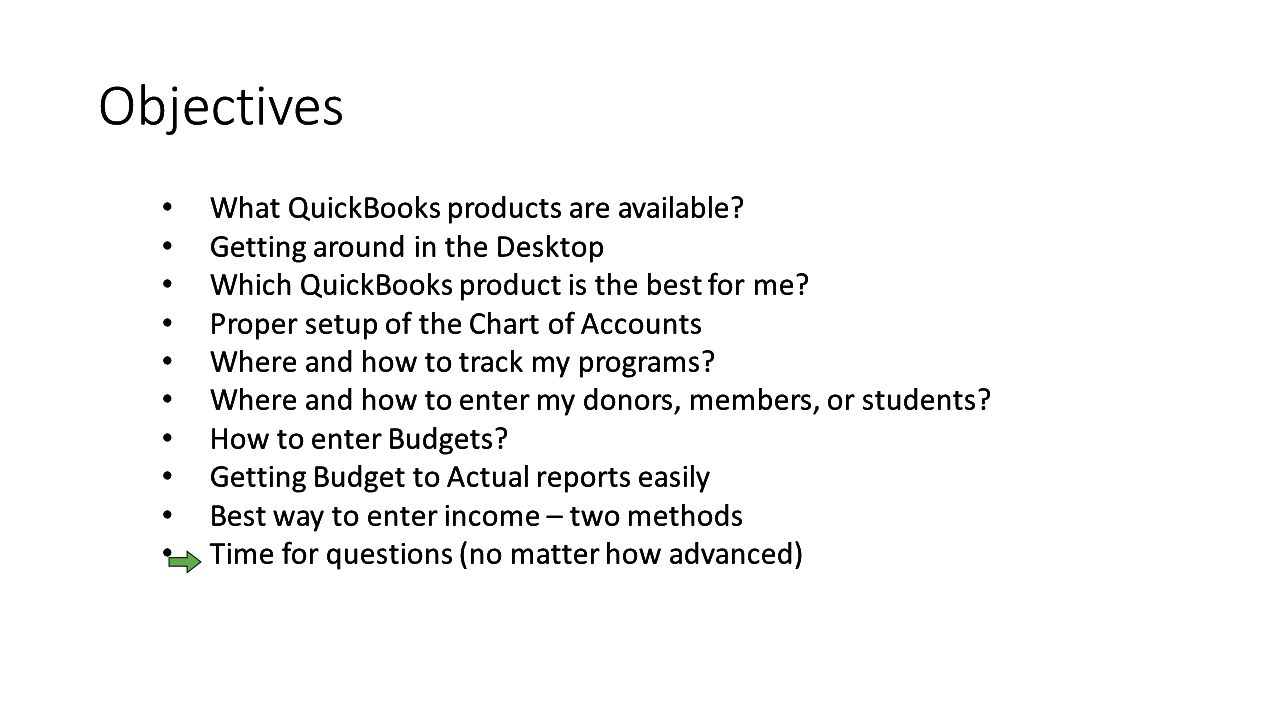 Objectives
• What QuickBooks products are available?
• Getting around in the Desktop
• Which QuickBooks product is the best for me?
• Proper setup of the Chart of Accounts
• Where and how to track my programs?
• Where and how to enter my donors, members, or students?
• How to enter Budgets?
• Getting Budget to Actual reports easily
• Best way to enter income – two methods
• Time for questions (no matter how advanced)